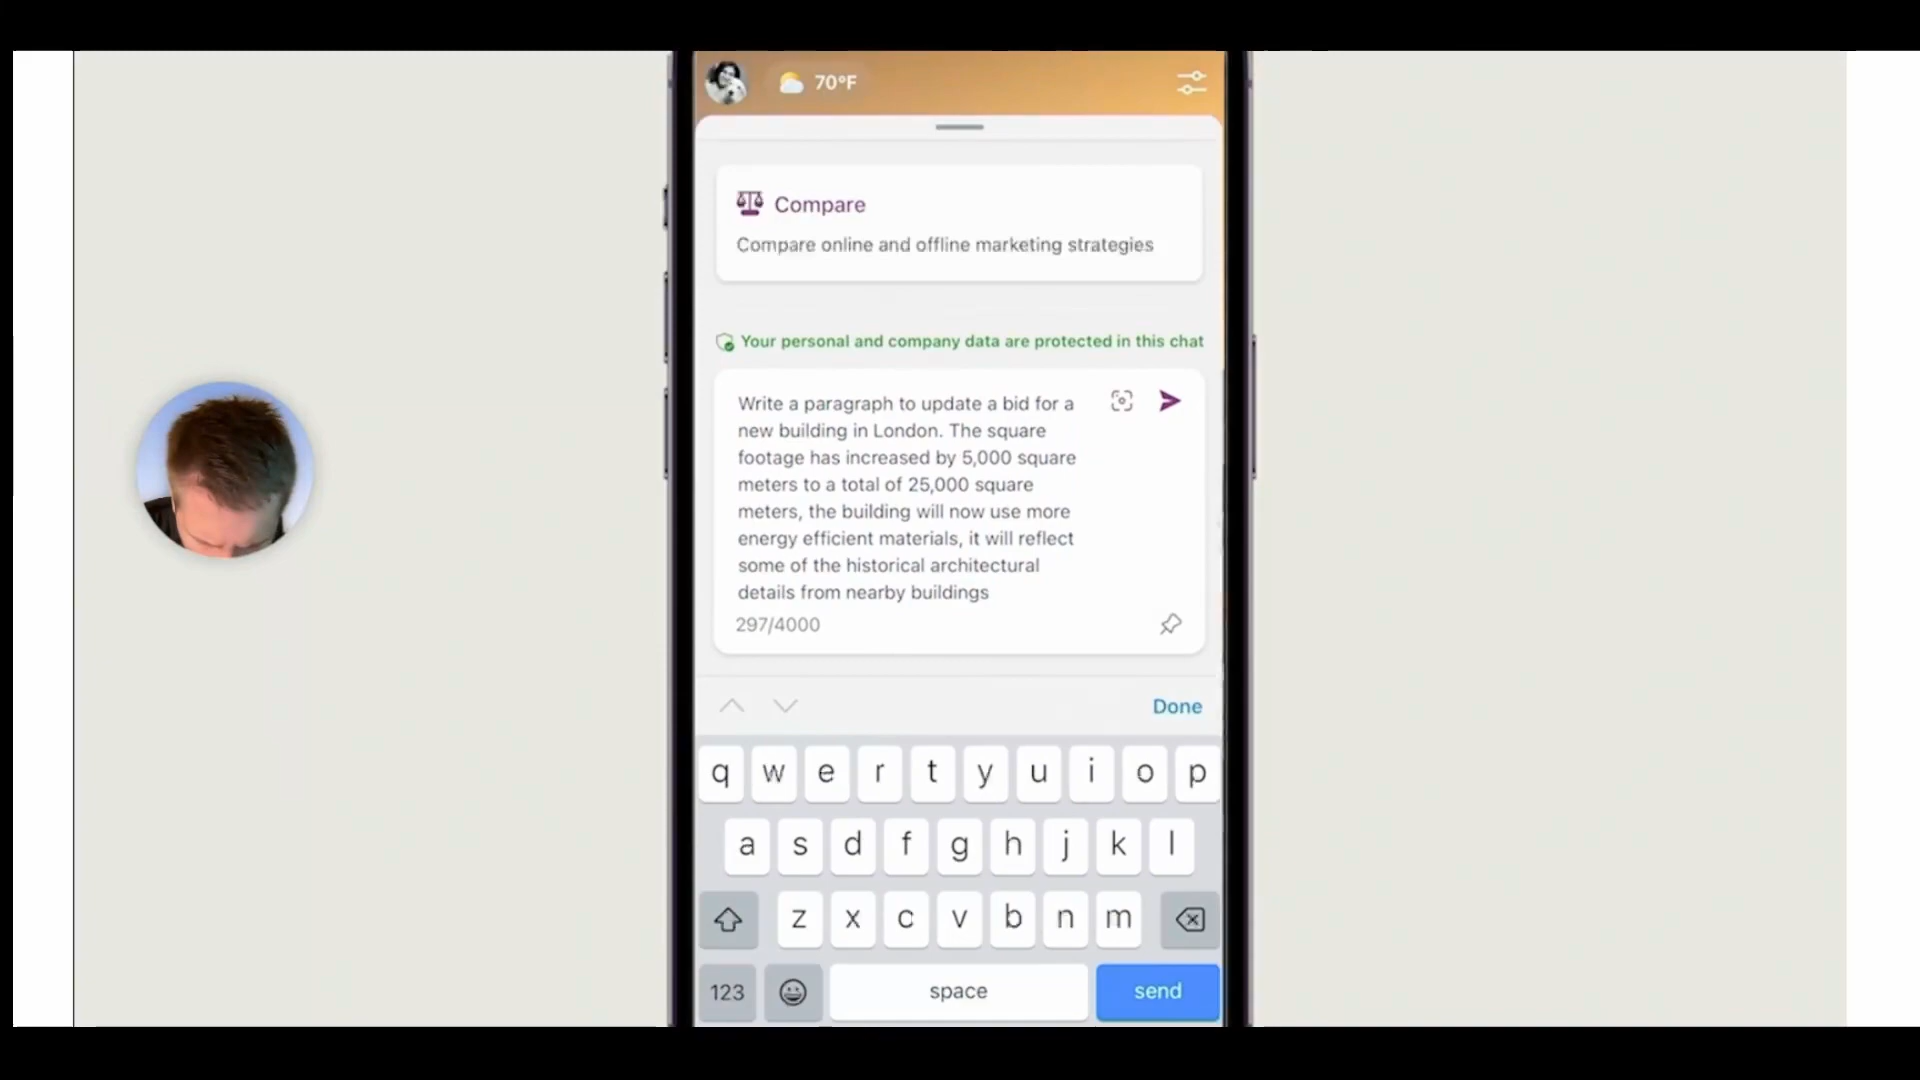 70°F
Compare
Compare online and offline marketing strategies
Your personal and company data are protected in this chat
Write a paragraph to update a bid for a
new building in London. The square
footage has increased by 5,000 square
meters to a total of 25,000 square
meters, the building will now use more
energy efficient materials, it will reflect
some of the historical architectural
details from nearby buildings
297/4000
Done
q w e r t y u i o p
a s d f g h j k l
z x c v b n m
123 space send